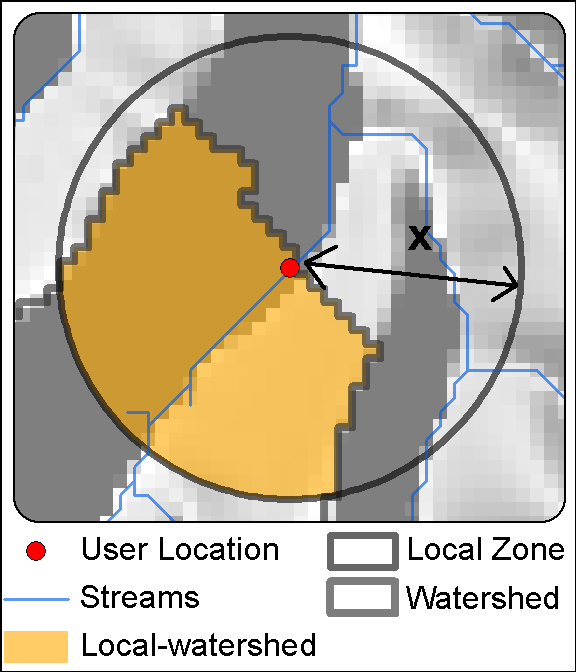 X
User Location
Local Zone
Streams
Watershed
Local-watershed